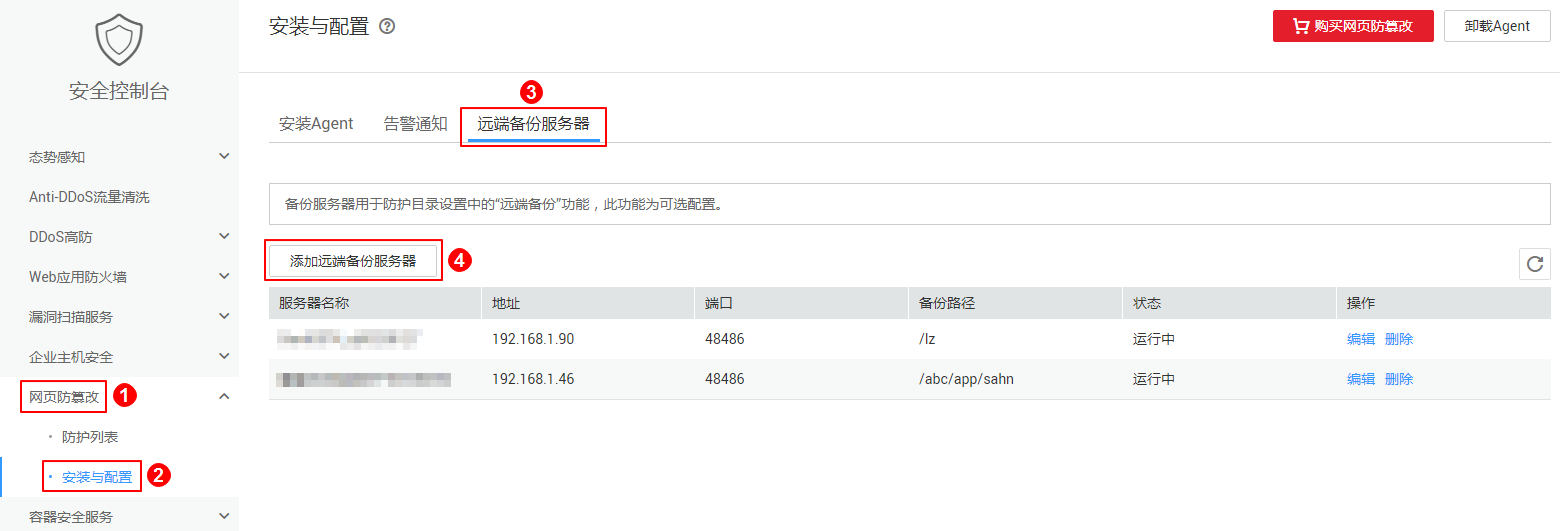 安全控制台
态势感知
Anti-DDoS流量清洗
DDoS高防
Web应用防火墙
漏洞扫描服务
企业主机安全
网页防篡改 1
防护列表
安装与配置 2
容器安全服务
安装与配置 ?
购买网页防篡改 卸载Agent
3
安装Agent 告警通知 远端备份服务器
备份服务器用于防护目录设置中的“远端备份”功能，此功能为可选配置。
添加远端备份服务器 4
服务器名称 地址 端口 备份路径 状态 操作
192.168.1.90 48486 /lz 运行中 编辑 删除
192.168.1.46 48486 /abc/app/sahn 运行中 编辑 删除